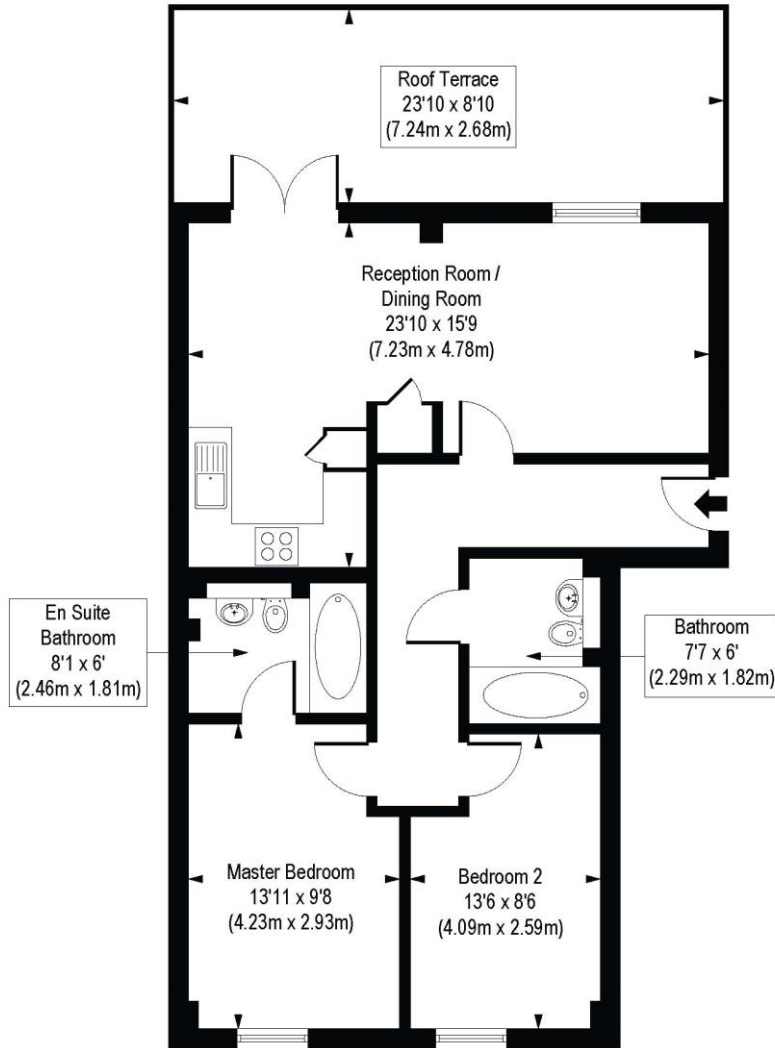 Roof Terrace
23'10 x 8'10
(7.24m x 2.68m)
Reception Room /
Dining Room
23'10 x 15'9
(7.23m x 4.78m)
En Suite
Bathroom
8'1 x 6'
(2.46m x 1.81m)
Bathroom
7'7 x 6'
(2.29m x 1.82m)
Master Bedroom
13'11 x 9'8
(4.23m x 2.93m)
Bedroom 2
13'6 x 8'6
(4.09m x 2.59m)